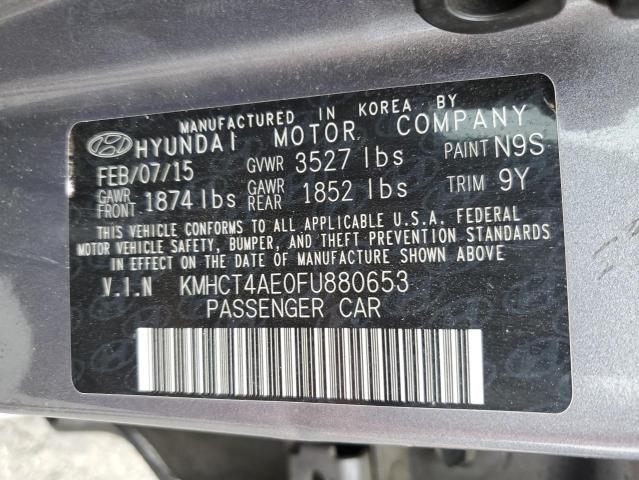 MANUFACTURED IN KOREA BY
HYUNDAI MOTOR COMPANY
FEB/07/15 GVWR 3527 lbs PAINT N9S
GAWR FRONT 1874 lbs GAWR REAR 1852 lbs TRIM 9Y
THIS VEHICLE CONFORMS TO ALL APPLICABLE U.S.A. FEDERAL
MOTOR VEHICLE SAFETY, BUMPER, AND THEFT PREVENTION STANDARDS
IN EFFECT ON THE DATE OF MANUFACTURE SHOWN ABOVE
V.I.N KMHCT4AE0FU880653
PASSENGER CAR